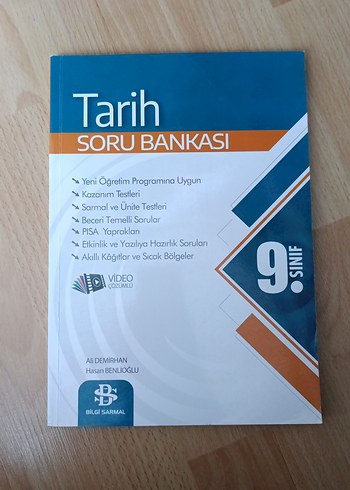 Tarih
SORU BANKASI
Yeni Öğretim Programına Uygun
Kazanım Testleri
Sarmal ve Ünite Testleri
Beceri Temelli Sorular
PISA Yaprakları
Etkinlik ve Yazılıya Hazırlık Soruları
Akıllı Kâğıtlar ve Sıcak Bölgeler
9. SINIF
VİDEO
ÇÖZÜMLÜ
Ali DEMİRHAN
Hasan BENLİOĞLU
BS
BİLGİ SARMAL